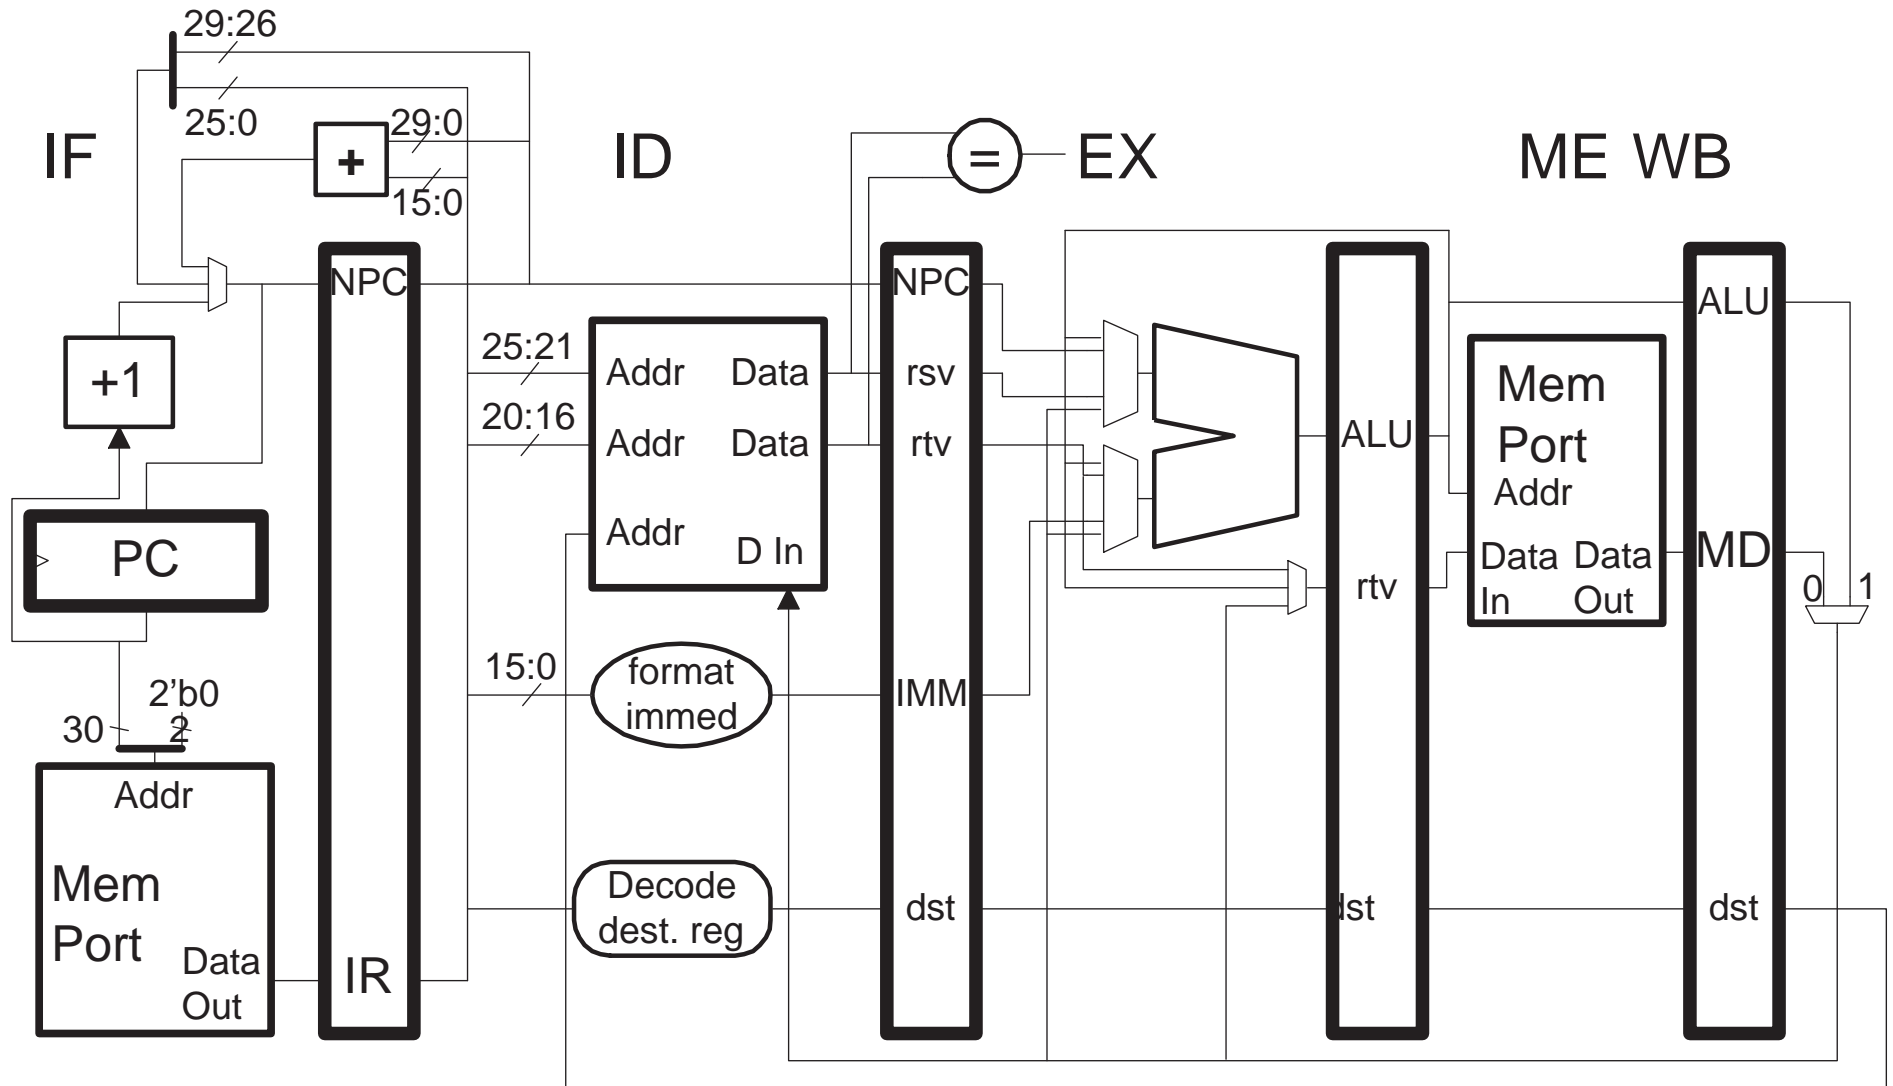 29:26
25:0
29:0
15:0
IF
+
ID
=
EX
ME WB
NPC
NPC
ALU
+1
25:21
20:16
Addr Data
Addr Data
Addr
D In
rsv
rtv
ALU
Mem
Port
Addr
Data
In
Data
Out
MD
0 1
PC
rtv
15:0
format
immed
IMM
2'b0
30
2
Addr
Mem
Port
Data
Out
IR
Decode
dest. reg
dst
dst
dst